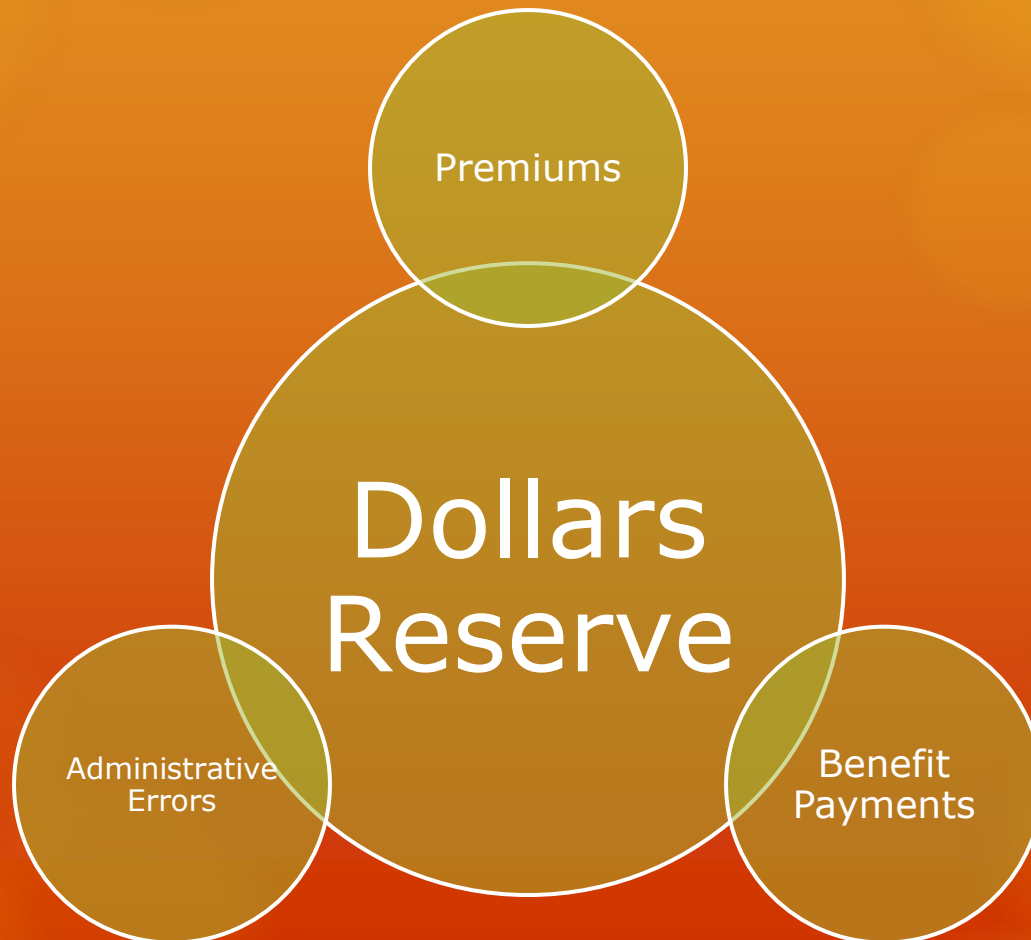 Premiums
Dollars
Reserve
Administrative
Errors
Benefit
Payments